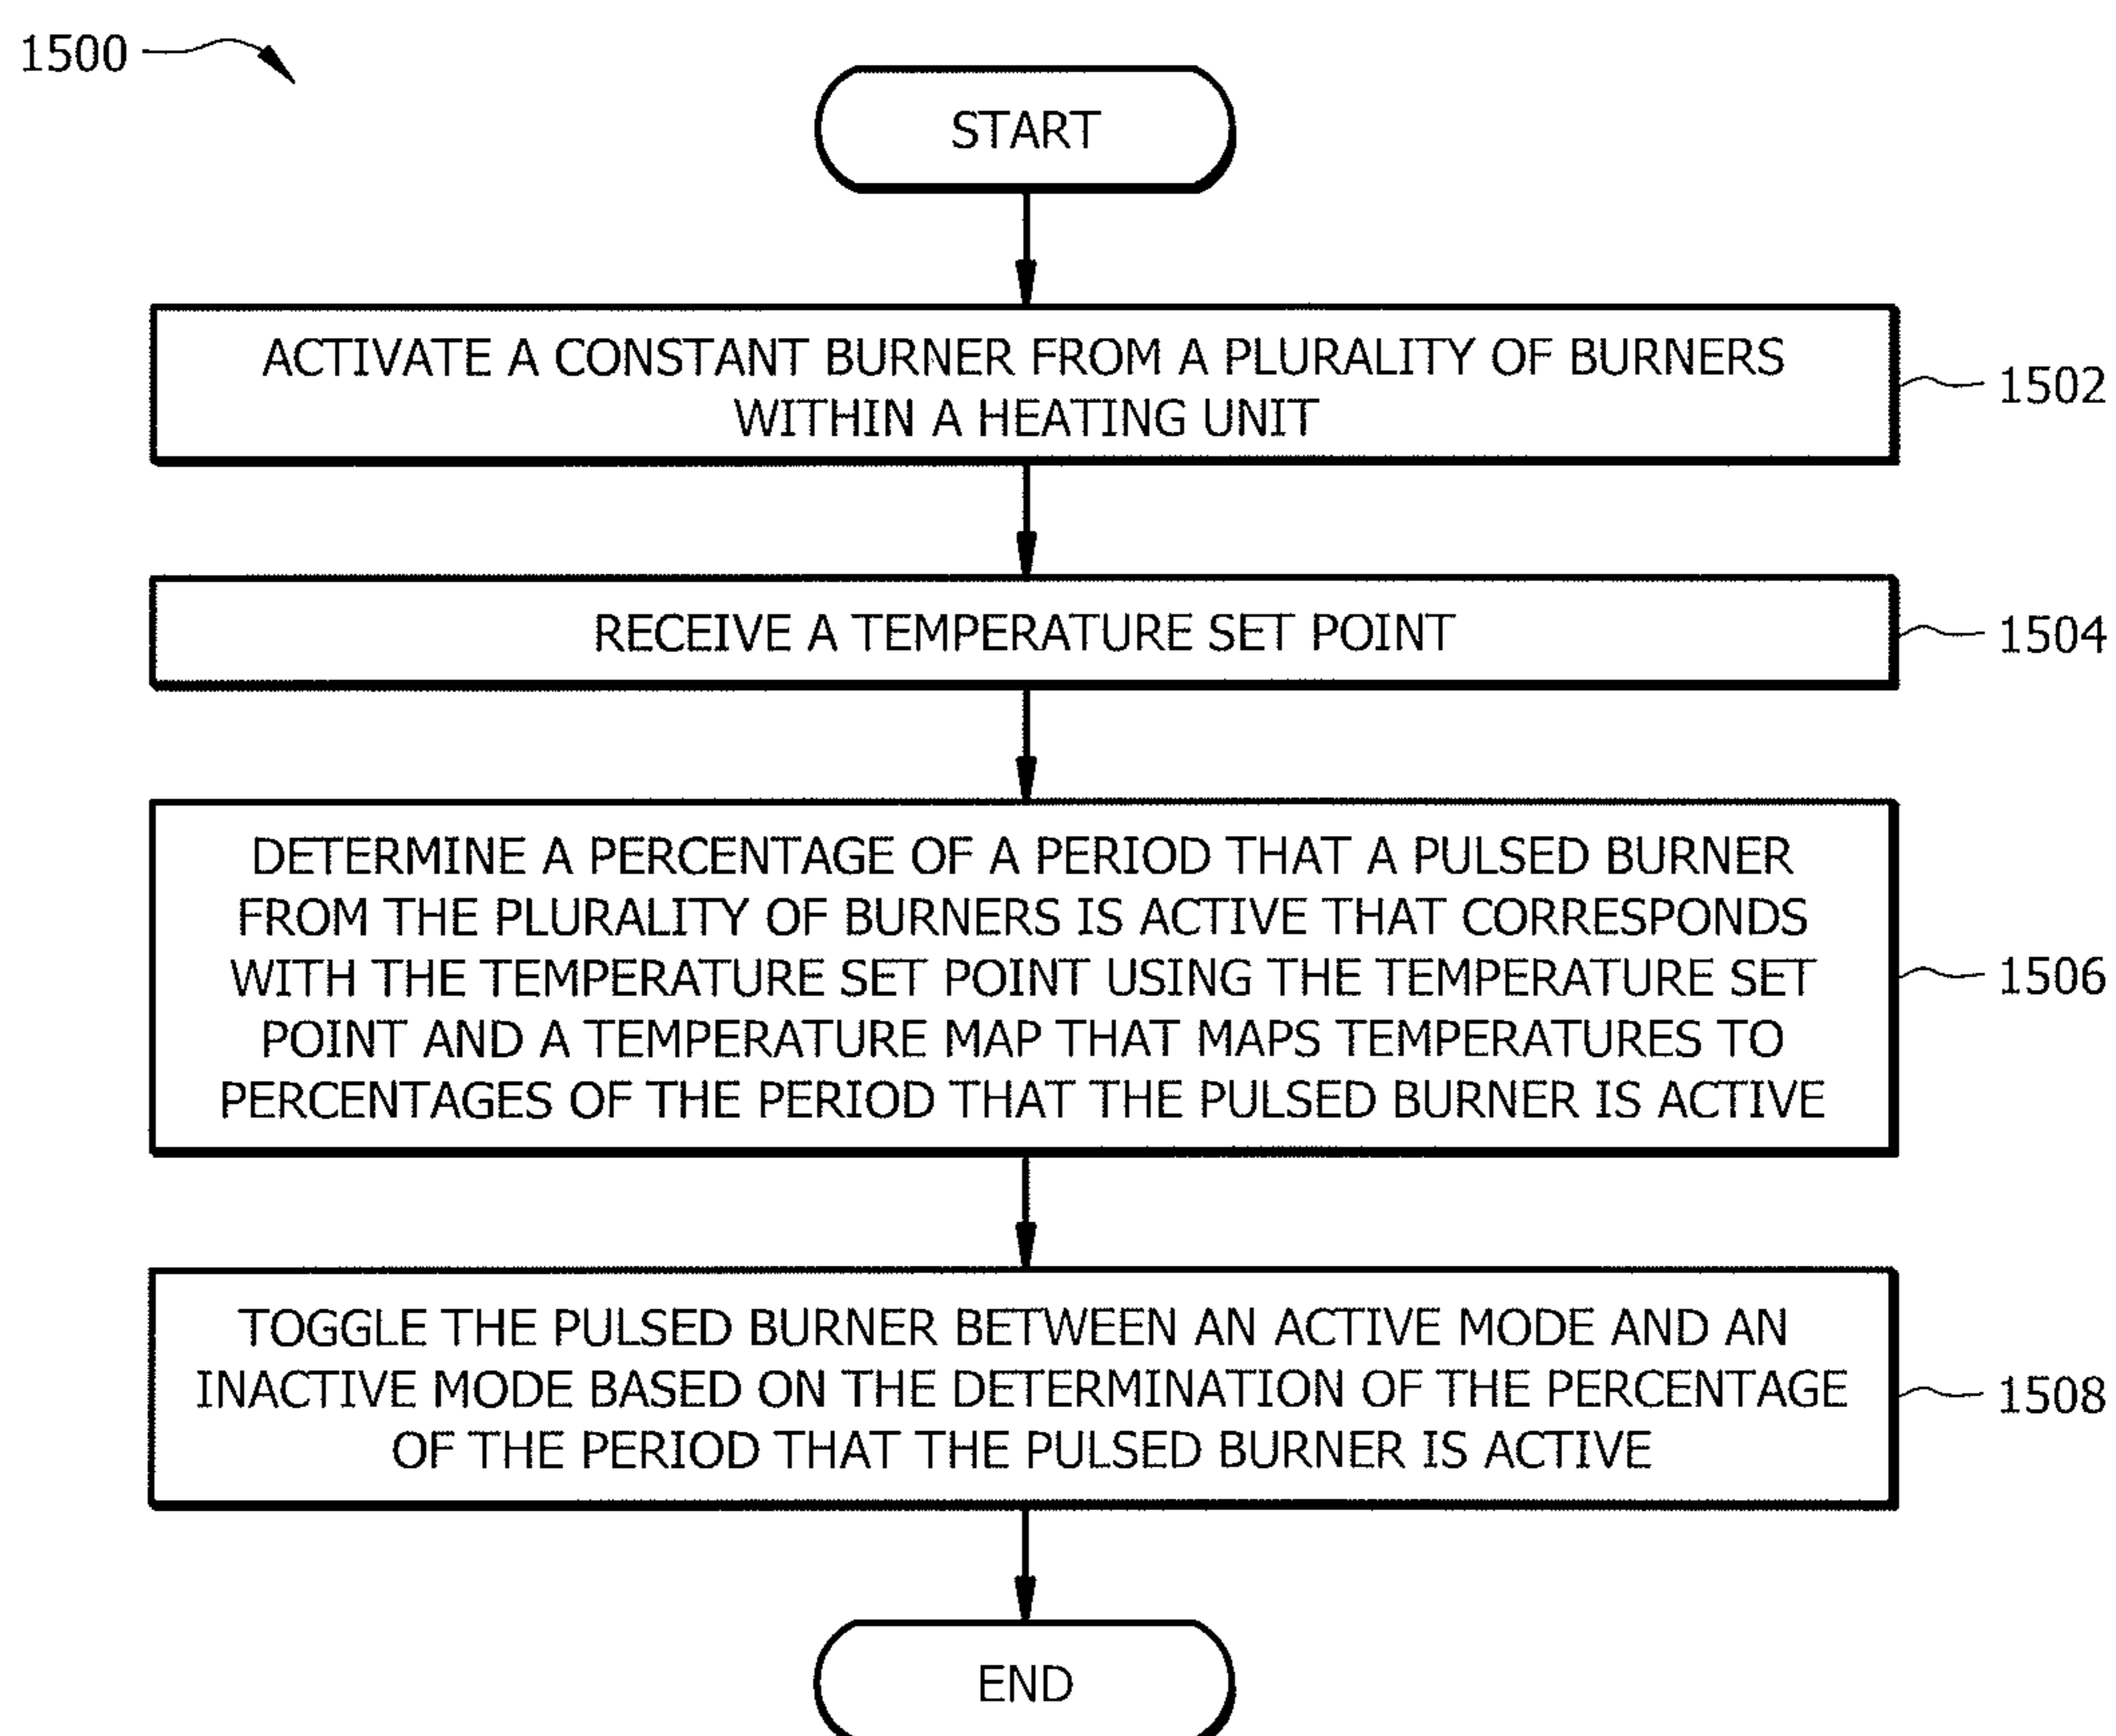 1500
START
ACTIVATE A CONSTANT BURNER FROM A PLURALITY OF BURNERS
WITHIN A HEATING UNIT
1502
RECEIVE A TEMPERATURE SET POINT
1504
DETERMINE A PERCENTAGE OF A PERIOD THAT A PULSED BURNER
FROM THE PLURALITY OF BURNERS IS ACTIVE THAT CORRESPONDS
WITH THE TEMPERATURE SET POINT USING THE TEMPERATURE SET
POINT AND A TEMPERATURE MAP THAT MAPS TEMPERATURES TO
PERCENTAGES OF THE PERIOD THAT THE PULSED BURNER IS ACTIVE
1506
TOGGLE THE PULSED BURNER BETWEEN AN ACTIVE MODE AND AN
INACTIVE MODE BASED ON THE DETERMINATION OF THE PERCENTAGE
OF THE PERIOD THAT THE PULSED BURNER IS ACTIVE
1508
END